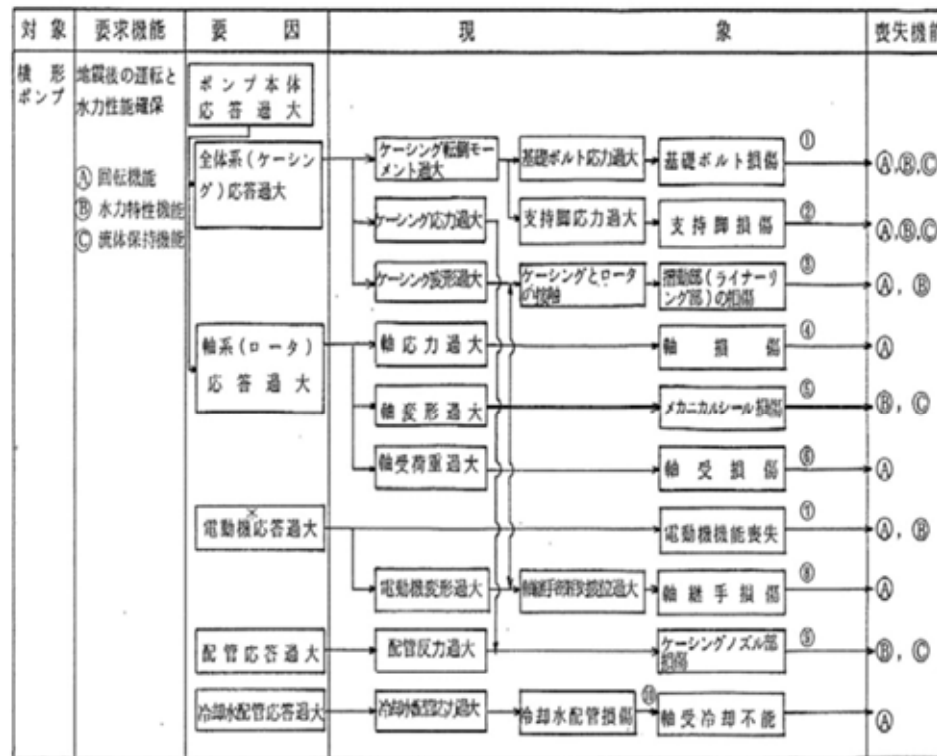 対象 要求機能 要因 現象 喪失機能
横形
ポンプ
地震後の運転と
水力性能確保
Ⓐ 回転機能
Ⓑ 水力特性機能
Ⓒ 流体保持機能
ポンプ本体
応答過大
全体系(ケーシン
グ)応答過大
ケーシング転倒モー
メント過大
基礎ボルト応力過大
基礎ボルト損傷
①
Ⓐ,Ⓑ,Ⓒ
ケーシング応力過大
支持脚応力過大
支持脚損傷
②
Ⓐ,Ⓑ,Ⓒ
ケーシング変形過大
ケーシングとロータ
の接触
摺動部(ライナーリ
ング部)の損傷
③
Ⓐ,Ⓑ
軸系(ロータ)
応答過大
軸応力過大
軸損傷
④
Ⓐ
軸変形過大
メカニカルシール損傷
⑤
Ⓑ,Ⓒ
軸受荷重過大
軸受損傷
⑥
Ⓐ
×
電動機応答過大
電動機機能喪失
⑦
Ⓐ,Ⓑ
電動機変形過大
過大
軸継手損傷
⑧
Ⓐ
配管応答過大
配管反力過大
ケーシングノズル部
損傷
⑨
Ⓑ,Ⓒ
冷却水配管応答過大
冷却水配管応力過大
冷却水配管損傷
⑩
軸受冷却不能
Ⓐ